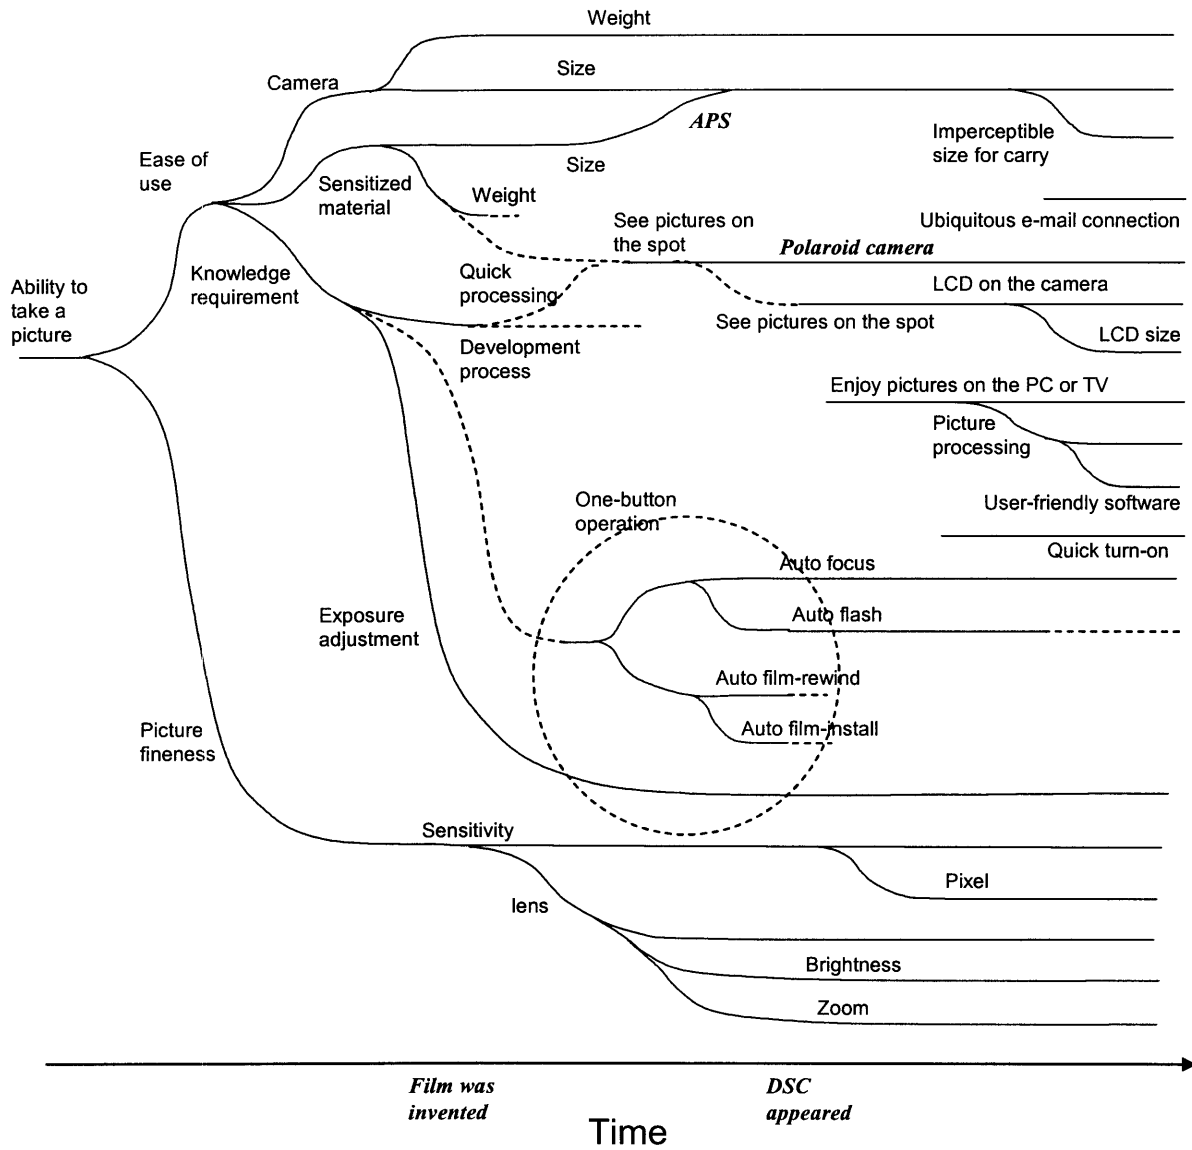 Weight
Size
Camera
APS
Imperceptible
size for carry
Ease of
use
Size
Sensitized
material
Weight
See pictures on
the spot
Ubiquitous e-mail connection
Polaroid camera
Knowledge
requirement
Quick
processing
Ability to
take a
picture
LCD on the camera
See pictures on the spot
LCD size
Development
process
Enjoy pictures on the PC or TV
Picture
processing
One-button
operation
User-friendly software
Quick turn-on
Auto focus
Exposure
adjustment
Auto flash
Auto film-rewind
Picture
fineness
Auto film-install
Sensitivity
Pixel
lens
Brightness
Zoom
Film was
invented
DSC
appeared
Time